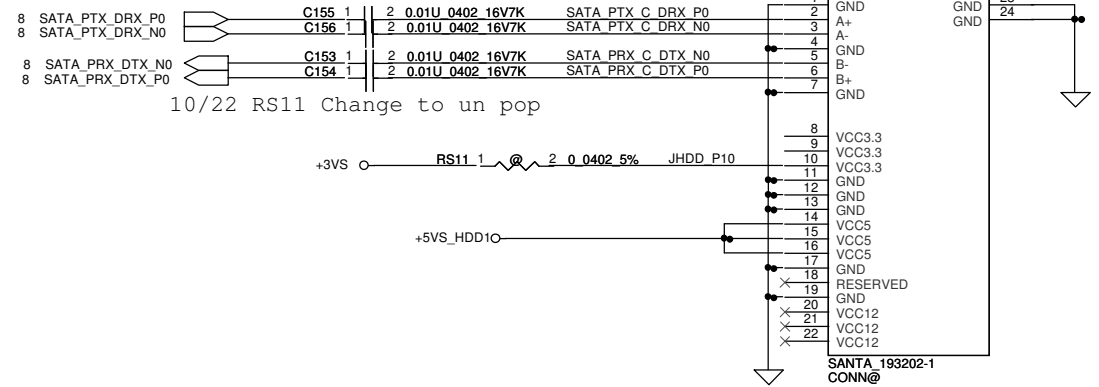 GND
8 SATA_PTX_DRX_P0 C155 1 2 0.01U_0402_16V7K SATA_PTX_C_DRX_P0 2 A+
8 SATA_PTX_DRX_N0 C156 1 2 0.01U_0402_16V7K SATA_PTX_C_DRX_N0 3 A-
GND 24
4 GND
8 SATA_PRX_DTX_N0 C153 1 2 0.01U_0402_16V7K SATA_PRX_C_DTX_N0 5 B-
8 SATA_PRX_DTX_P0 C154 1 2 0.01U_0402_16V7K SATA_PRX_C_DTX_P0 6 B+
7 GND
10/22 RS11 Change to un pop
8 VCC3.3
9 VCC3.3
+3VS RS11 1 @ 2 0_0402_5% JHDD_P10 10 VCC3.3
11 GND
12 GND
13 GND
14 VCC5
+5VS_HDD1 15 VCC5
16 VCC5
17 GND
18 RESERVED
19 GND
20 VCC12
21 VCC12
22 VCC12
SANTA_193202-1
CONN@